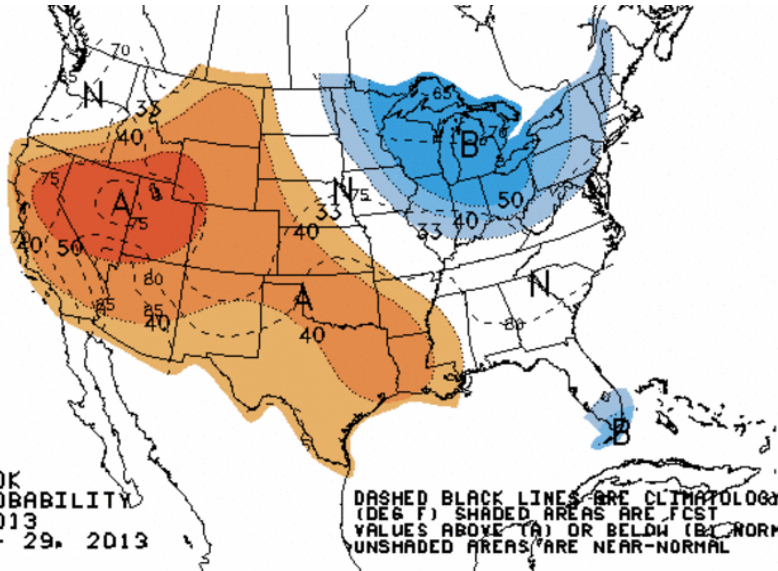 70
65
N
33
40
65
B
70
50
40
33
N
75
33
75
A
75
40
50
40
80
85
85
40
A
40
N
80
B
OK
OBABILITY
013
- 29, 2013
DASHED BLACK LINES ARE CLIMATOLOGY
(DEG F) SHADED AREAS ARE FCST
VALUES ABOVE (A) OR BELOW (B) NORM
UNSHADED AREAS ARE NEAR-NORMAL